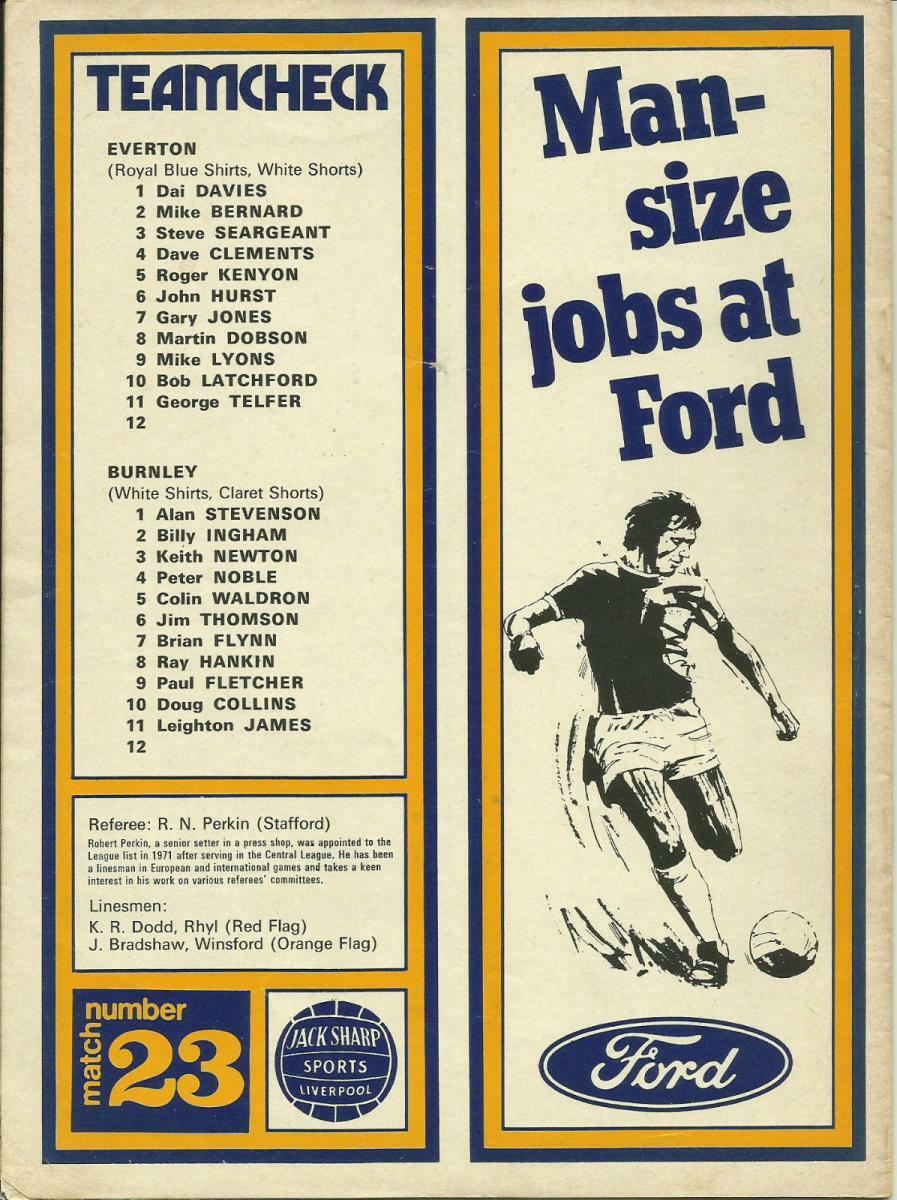 TEAMCHECK
EVERTON
(Royal Blue Shirts, White Shorts)
1 Dai DAVIES
2 Mike BERNARD
3 Steve SEARGEANT
4 Dave CLEMENTS
5 Roger KENYON
6 John HURST
7 Gary JONES
8 Martin DOBSON
9 Mike LYONS
10 Bob LATCHFORD
11 George TELFER
12
BURNLEY
(White Shirts, Claret Shorts)
1 Alan STEVENSON
2 Billy INGHAM
3 Keith NEWTON
4 Peter NOBLE
5 Colin WALDRON
6 Jim THOMSON
7 Brian FLYNN
8 Ray HANKIN
9 Paul FLETCHER
10 Doug COLLINS
11 Leighton JAMES
12
Referee: R. N. Perkin (Stafford)
Robert Perkin, a senior setter in a press shop, was appointed to the
League list in 1971 after serving in the Central League. He has been
a linesman in European and international games and takes a keen
interest in his work on various referees' committees.
Linesmen:
K. R. Dodd, Rhyl (Red Flag)
J. Bradshaw, Winsford (Orange Flag)
match number
23
JACK SHARP
SPORTS
LIVERPOOL
Man-
size
jobs at
Ford
Ford